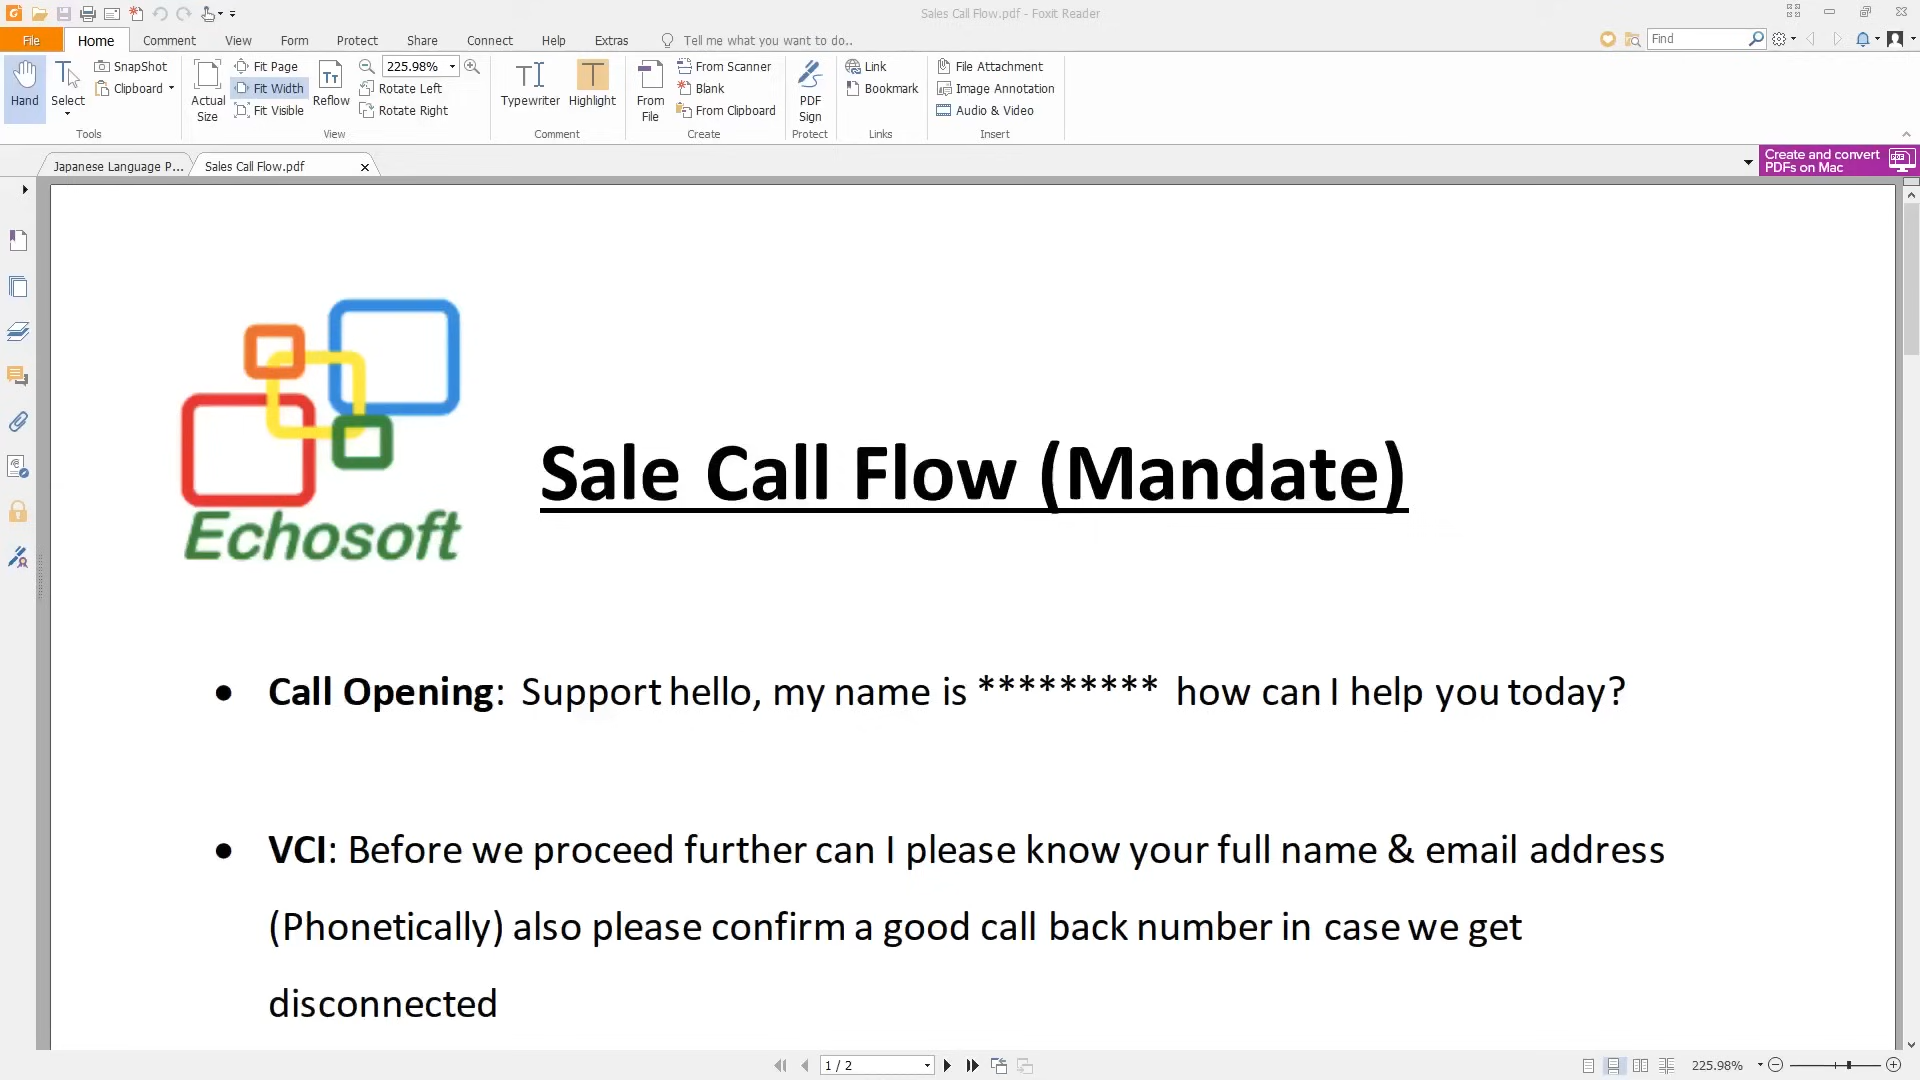 Sales Call Flow.pdf - Foxit Reader
File Home Comment View Form Protect Share Connect Help Extras Tell me what you want to do.. Find
Hand
Select
SnapShot
Clipboard
Tools
Actual
Size
Fit Page
Fit Width
Fit Visible
Reflow
225.98%
Rotate Left
Rotate Right
View
Typewriter
Highlight
Comment
From
File
From Scanner
Blank
From Clipboard
Create
PDF
Sign
Protect
Link
Bookmark
Links
File Attachment
Image Annotation
Audio & Video
Insert
Japanese Language P...
Sales Call Flow.pdf
Create and convert
PDFs on Mac
Echosoft
Sale Call Flow (Mandate)
• Call Opening: Support hello, my name is ********* how can I help you today?
• VCI: Before we proceed further can I please know your full name & email address
(Phonetically) also please confirm a good call back number in case we get
disconnected
1 / 2
225.98%